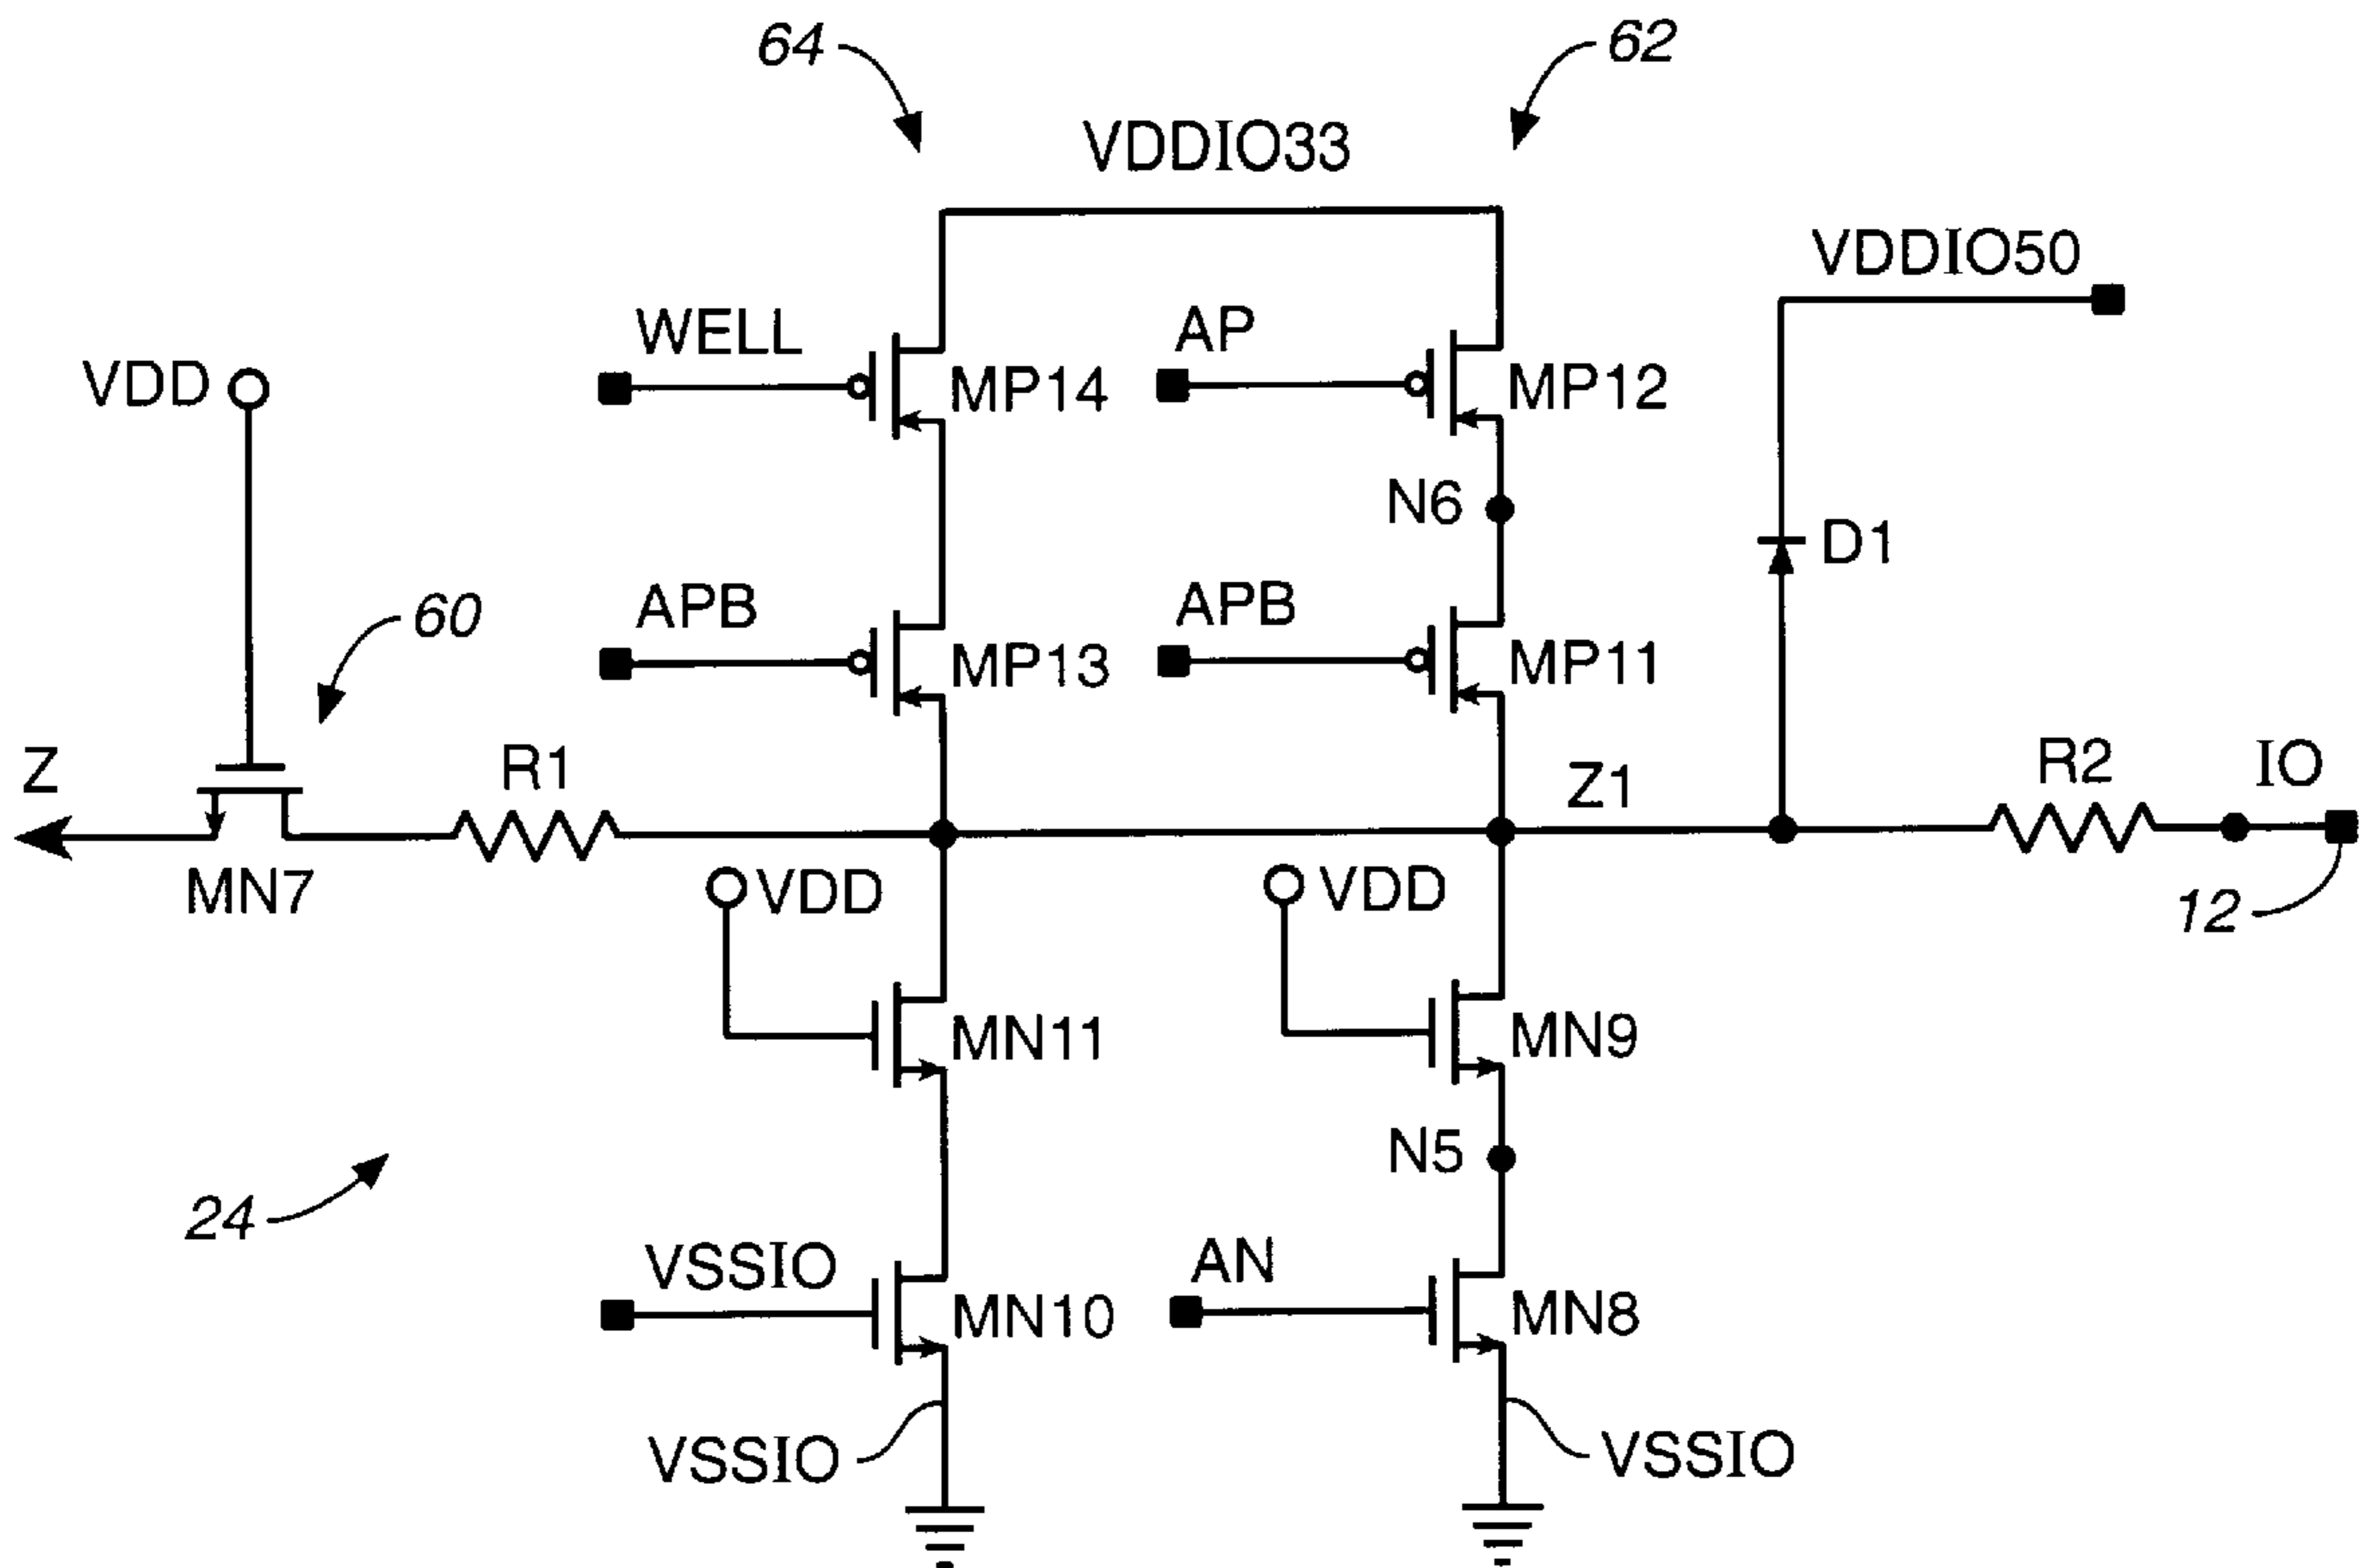 64
62
VDDIO33
VDDIO50
WELL
AP
VDD
MP14
MP12
N6
D1
APB
APB
60
MP13
MP11
Z
R1
Z1
R2
IO
MN7
VDD
VDD
12
MN11
MN9
N5
24
VSSIO
AN
MN10
MN8
VSSIO
VSSIO